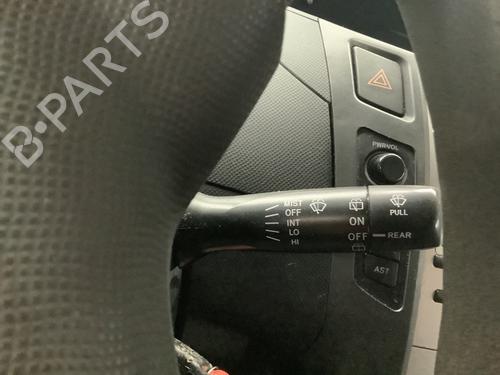 B-PARTS
PWR·VOL
MIST
OFF
INT
LO
HI
ON
OFF
PULL
REAR
AST